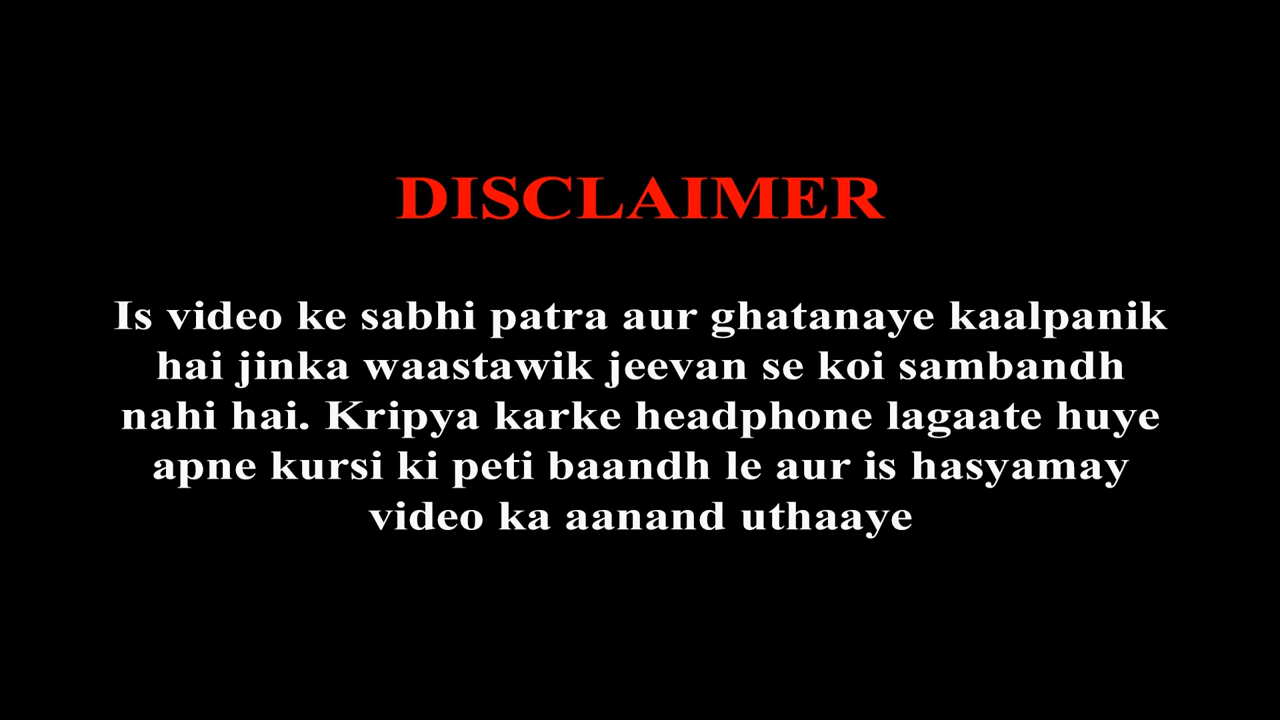 DISCLAIMER
Is video ke sabhi patra aur ghatanaye kaalpanik
hai jinka waastawik jeevan se koi sambandh
nahi hai. Kripya karke headphone lagaate huye
apne kursi ki peti baandh le aur is hasyamay
video ka aanand uthaaye